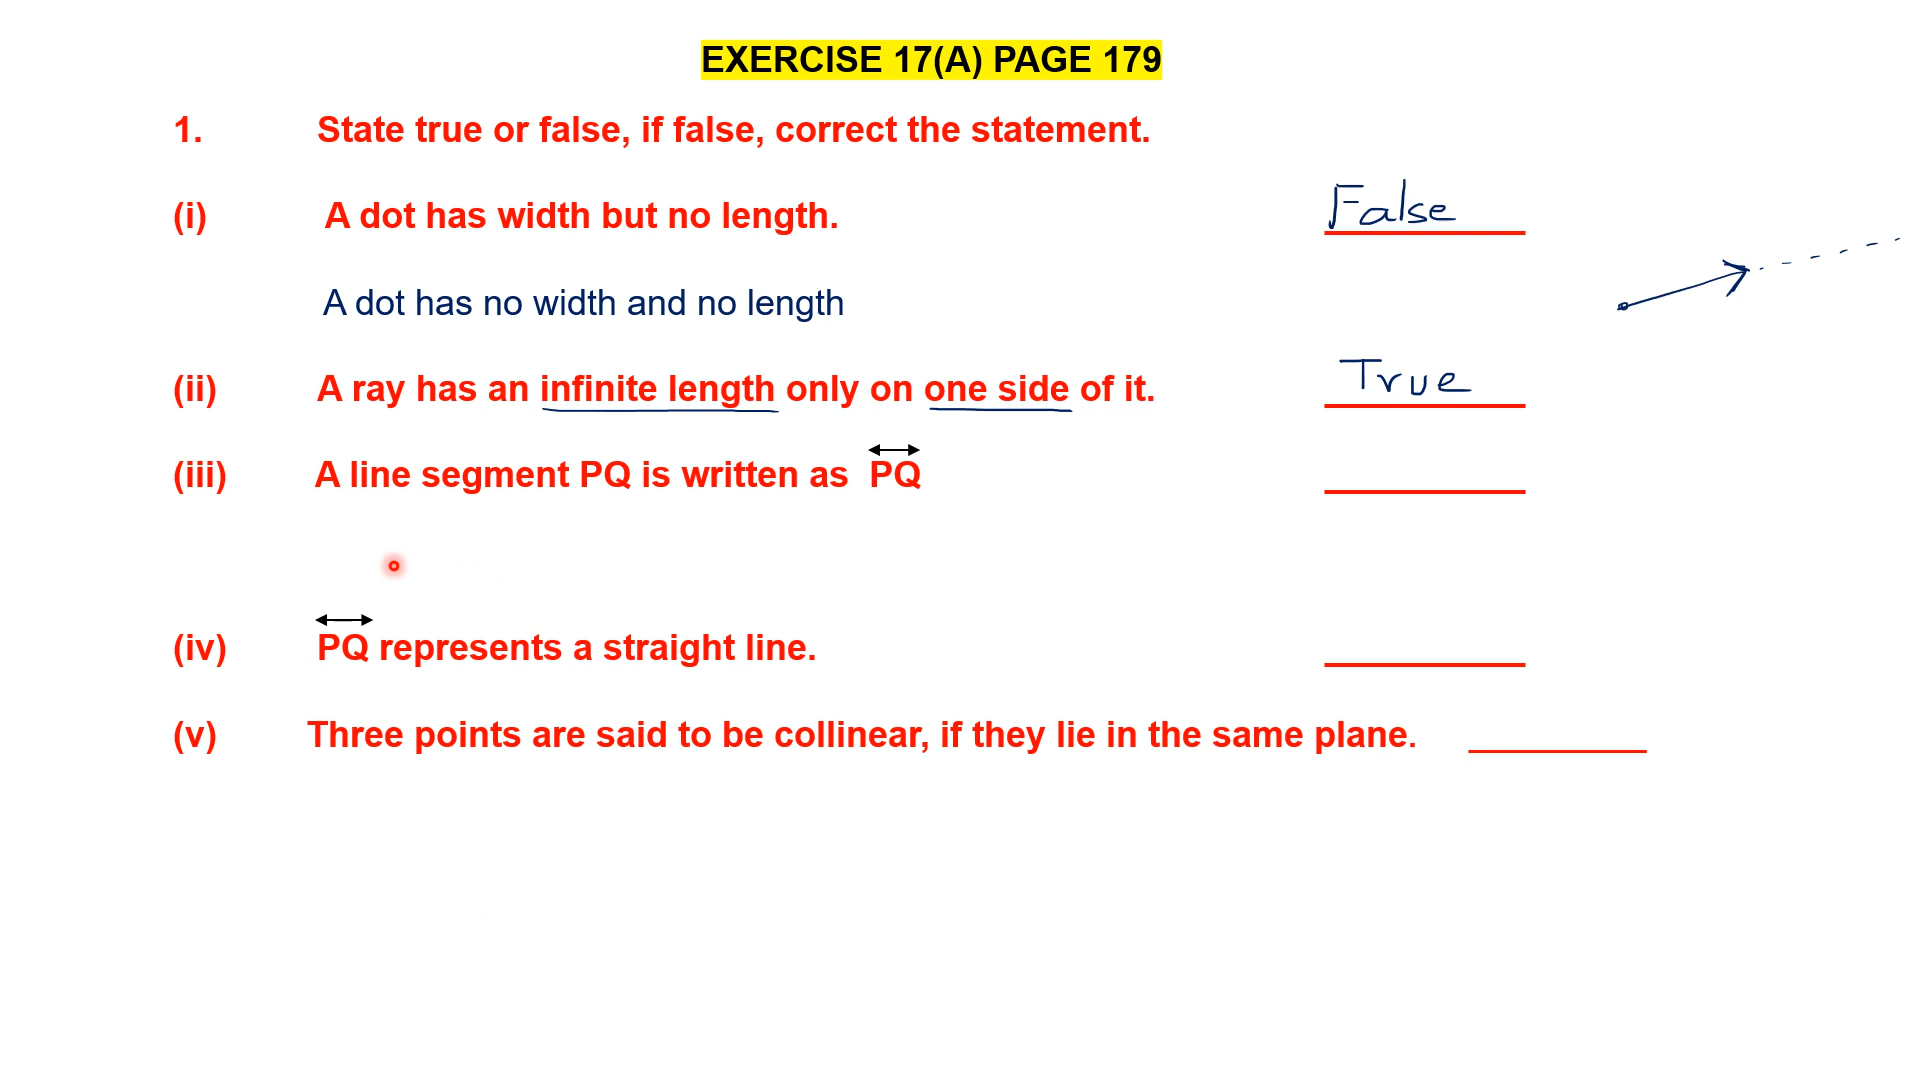 EXERCISE 17(A) PAGE 179
1. State true or false, if false, correct the statement.
(i) A dot has width but no length. False
A dot has no width and no length
(ii) A ray has an infinite length only on one side of it. True
(iii) A line segment PQ is written as PQ
(iv) PQ represents a straight line.
(v) Three points are said to be collinear, if they lie in the same plane.